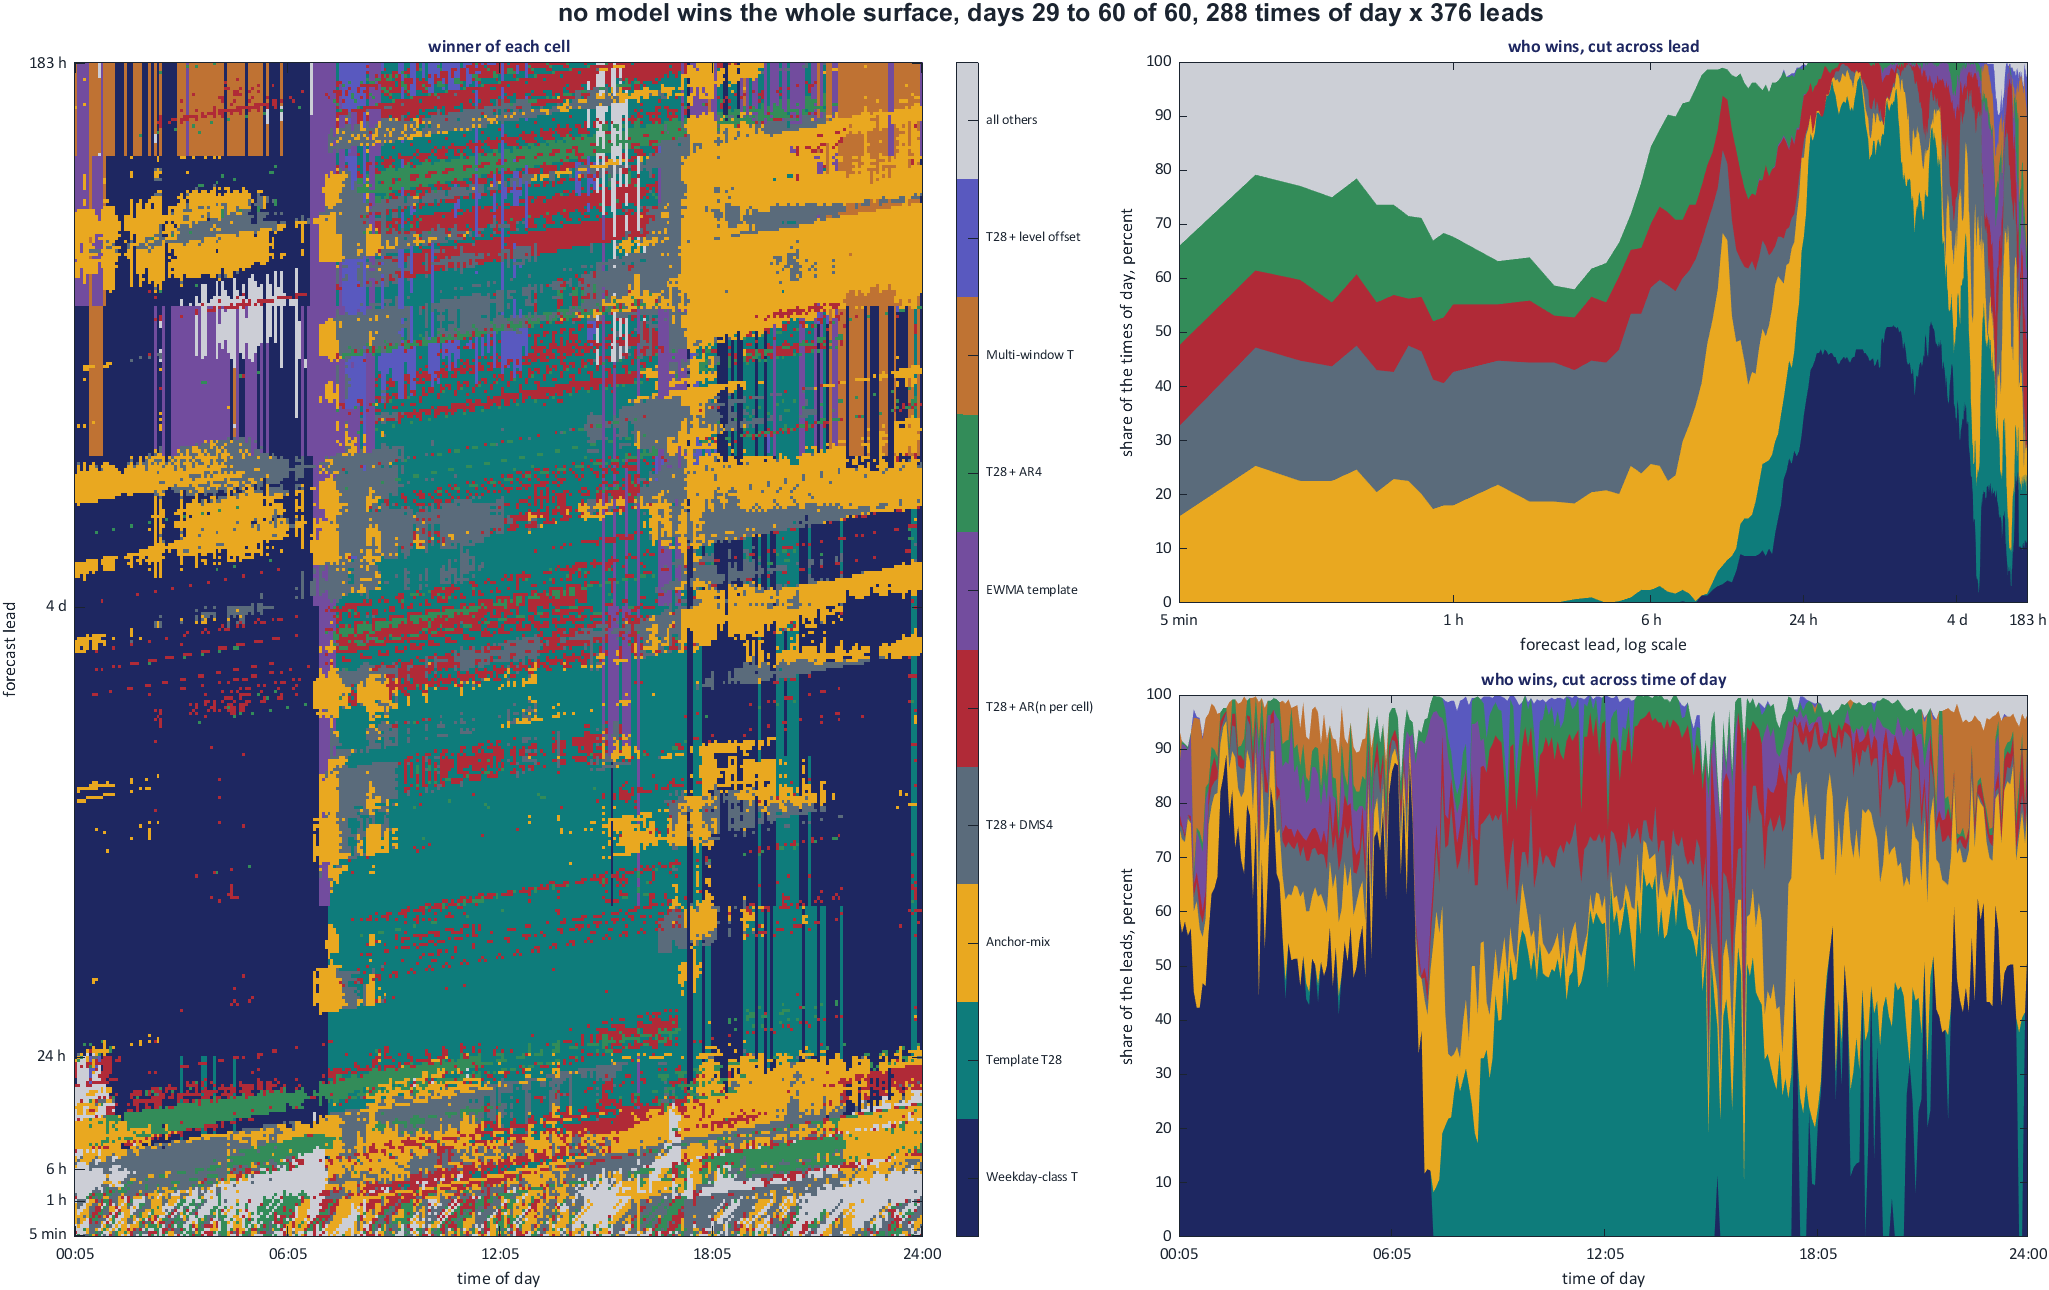 no model wins the whole surface, days 29 to 60 of 60, 288 times of day x 376 leads
winner of each cell
183 h
4 d
24 h
6 h
1 h
5 min
forecast lead
00:05
06:05
12:05
18:05
24:00
time of day
all others
T28 + level offset
Multi-window T
T28 + AR4
EWMA template
T28 + AR(n per cell)
T28 + DMS4
Anchor-mix
Template T28
Weekday-class T
who wins, cut across lead
100
90
80
70
60
50
40
30
20
10
0
share of the times of day, percent
5 min
1 h
6 h
24 h
4 d
183 h
forecast lead, log scale
who wins, cut across time of day
100
90
80
70
60
50
40
30
20
10
0
share of the leads, percent
00:05
06:05
12:05
18:05
24:00
time of day